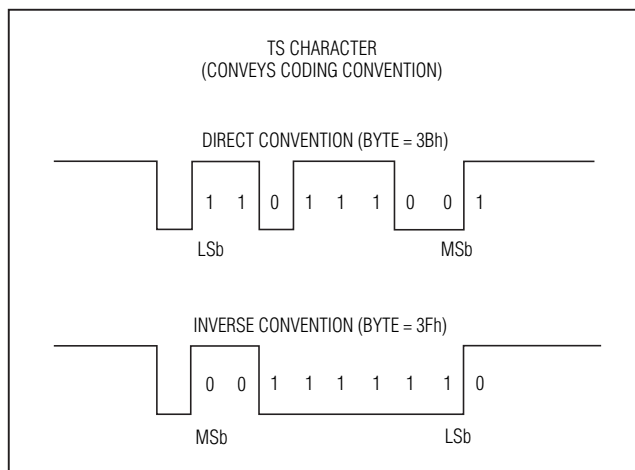 TS CHARACTER
(CONVEYS CODING CONVENTION)
DIRECT CONVENTION (BYTE = 3Bh)
1 1 0 1 1 1 0 0 1
LSb MSb
INVERSE CONVENTION (BYTE = 3Fh)
0 0 1 1 1 1 1 1 0
MSb LSb